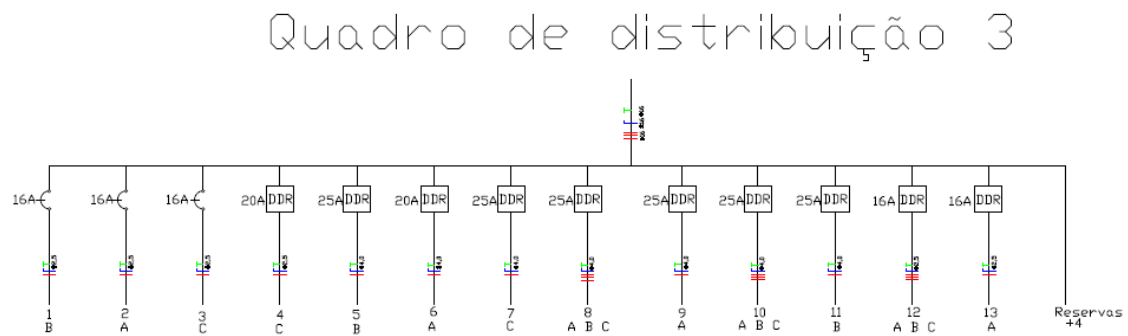 Quadro de distribuição 3
16A 16A 16A 20A DDR 25A DDR 20A DDR 25A DDR 25A DDR 25A DDR 25A DDR 25A DDR 16A DDR 16A DDR
1 2 3 4 5 6 7 8 9 10 11 12 13 Reservas
B A C C B A C A B C A A B C B A B C A +4